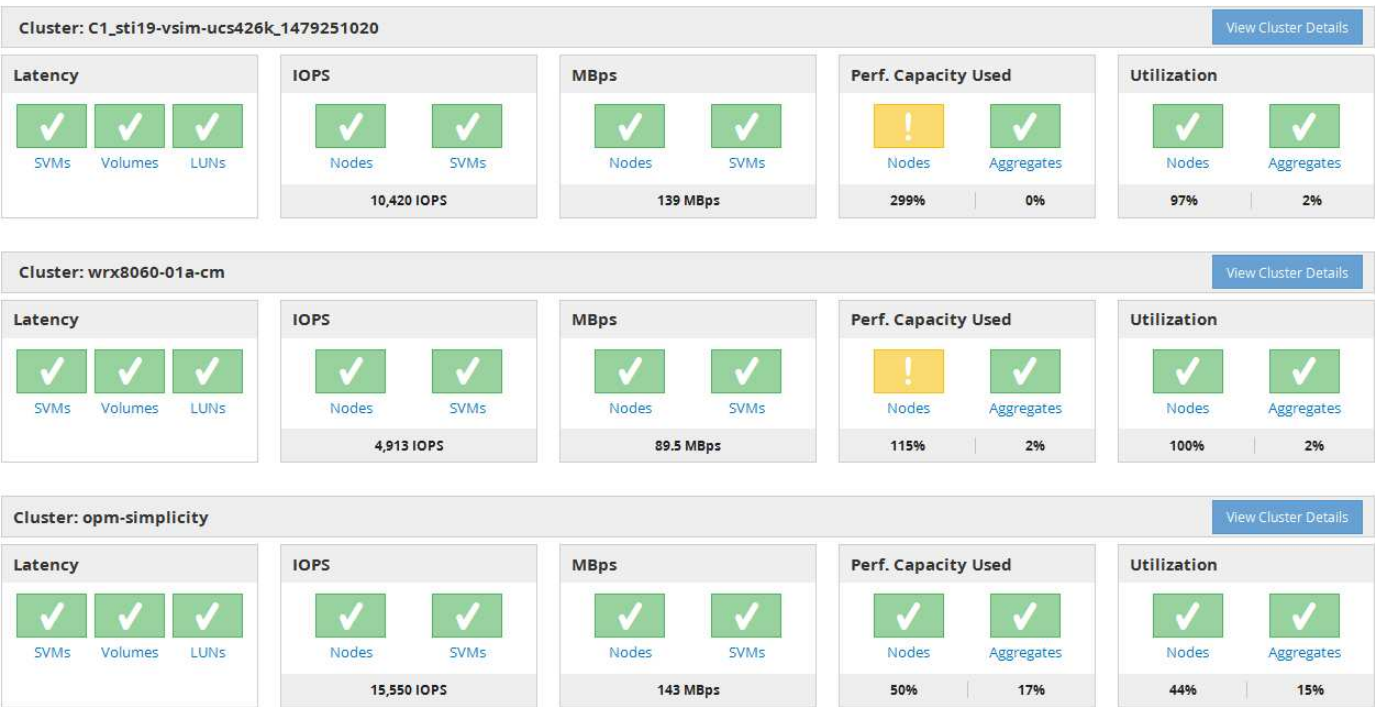 Cluster: C1_sti19-vsim-ucs426k_1479251020 View Cluster Details
Latency IOPS MBps Perf. Capacity Used Utilization
SVMs Volumes LUNs Nodes SVMs Nodes SVMs Nodes Aggregates Nodes Aggregates
10,420 IOPS 139 MBps 299% 0% 97% 2%
Cluster: wrx8060-01a-cm View Cluster Details
Latency IOPS MBps Perf. Capacity Used Utilization
SVMs Volumes LUNs Nodes SVMs Nodes SVMs Nodes Aggregates Nodes Aggregates
4,913 IOPS 89.5 MBps 115% 2% 100% 2%
Cluster: opm-simplicity View Cluster Details
Latency IOPS MBps Perf. Capacity Used Utilization
SVMs Volumes LUNs Nodes SVMs Nodes SVMs Nodes Aggregates Nodes Aggregates
15,550 IOPS 143 MBps 50% 17% 44% 15%